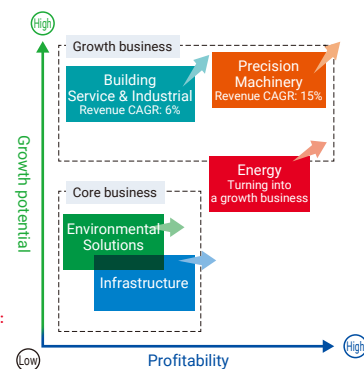 High
Growth business
Building
Service & Industrial
Revenue CAGR: 6%
Precision
Machinery
Revenue CAGR: 15%
Energy
Turning into
a growth business
Growth potential
Core business
Environmental
Solutions
Infrastructure
:
Low
Profitability
High